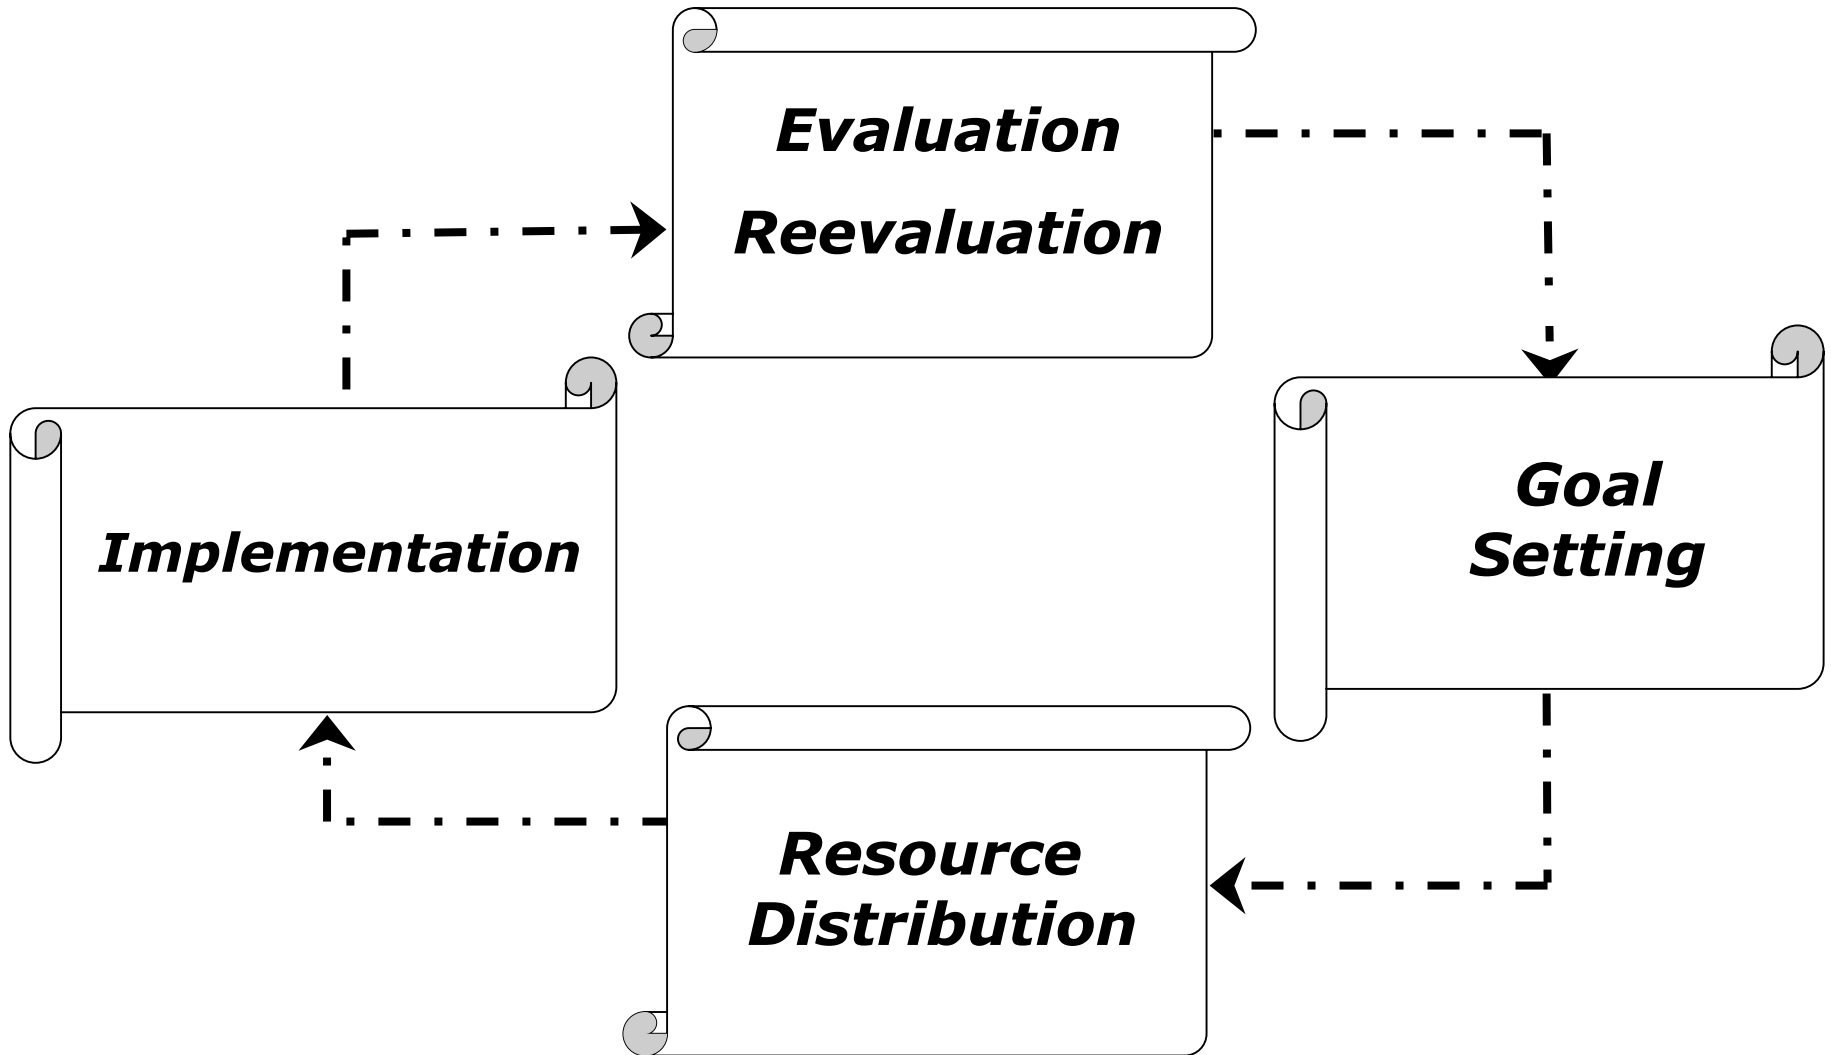 Evaluation
Reevaluation
Goal
Setting
Implementation
Resource
Distribution